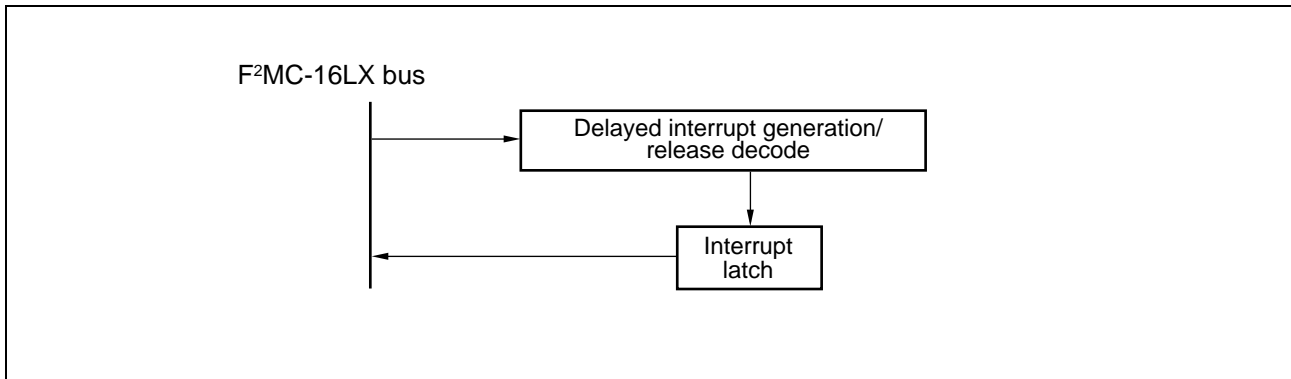 F²MC-16LX bus
Delayed interrupt generation/
release decode
Interrupt
latch